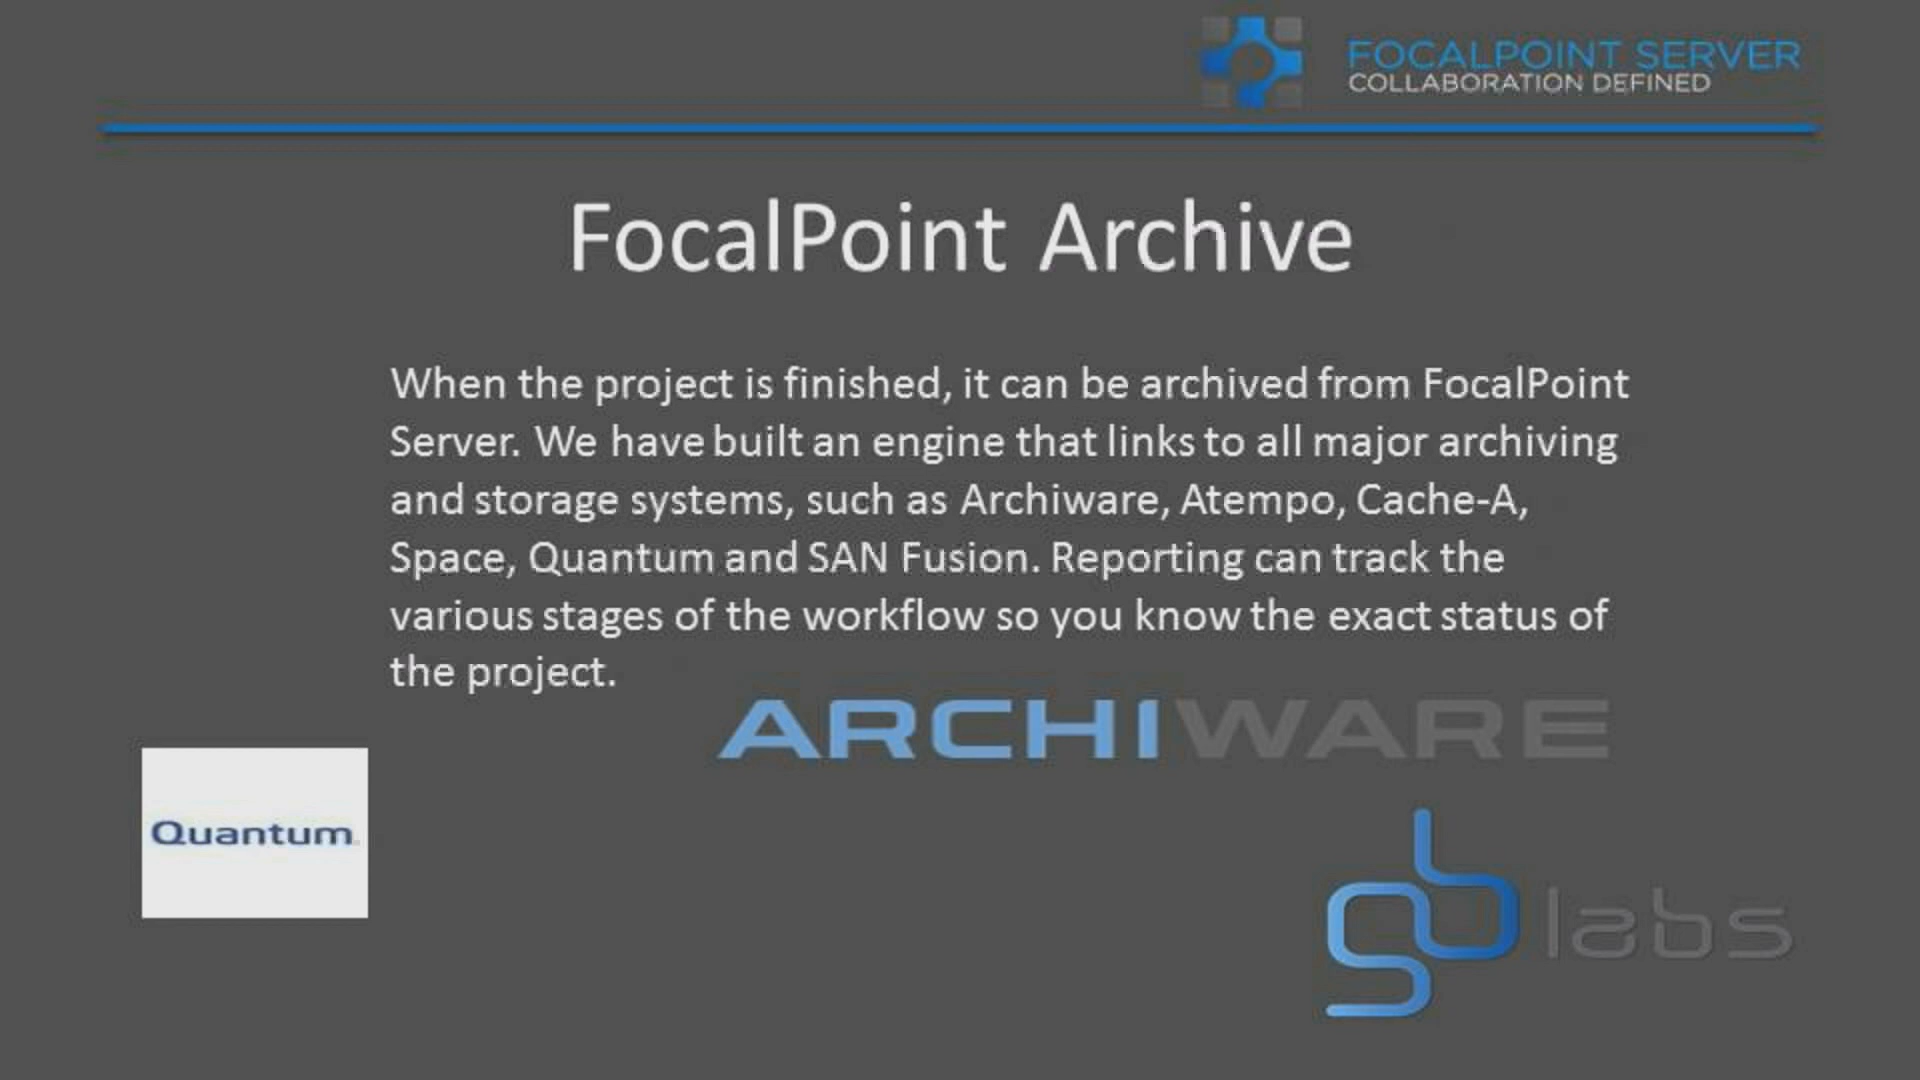 FOCALPOINT SERVER
COLLABORATION DEFINED
FocalPoint Archive
When the project is finished, it can be archived from FocalPoint
Server. We have built an engine that links to all major archiving
and storage systems, such as Archiware, Atempo, Cache-A,
Space, Quantum and SAN Fusion. Reporting can track the
various stages of the workflow so you know the exact status of
the project.
ARCHIWARE
Quantum
gb labs